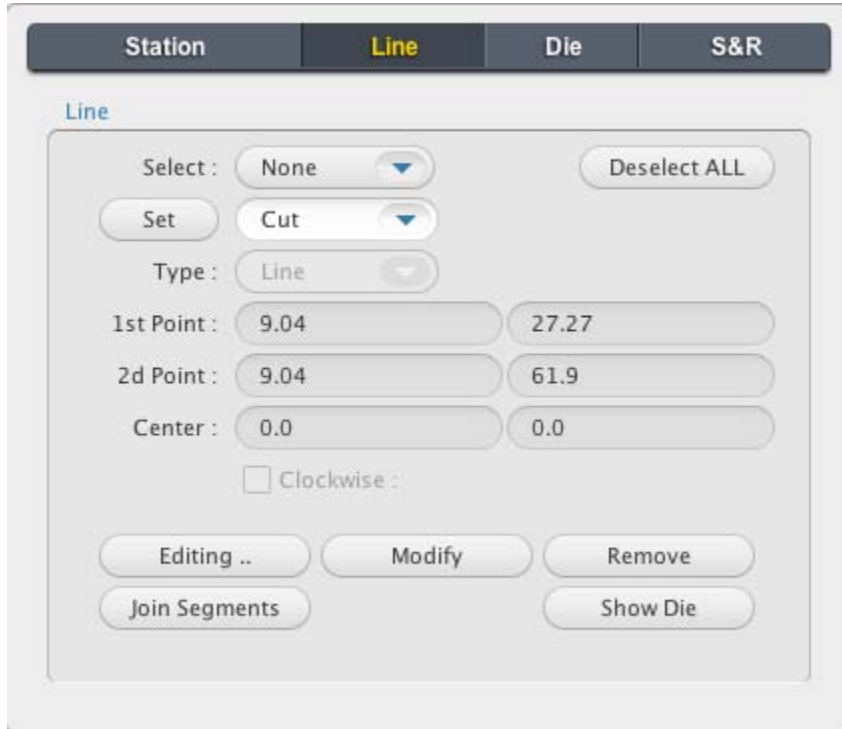 Station Line Die S&R
Line
Select : None Deselect ALL
Set Cut
Type : Line
1st Point : 9.04 27.27
2d Point : 9.04 61.9
Center : 0.0 0.0
Clockwise :
Editing .. Modify Remove
Join Segments Show Die